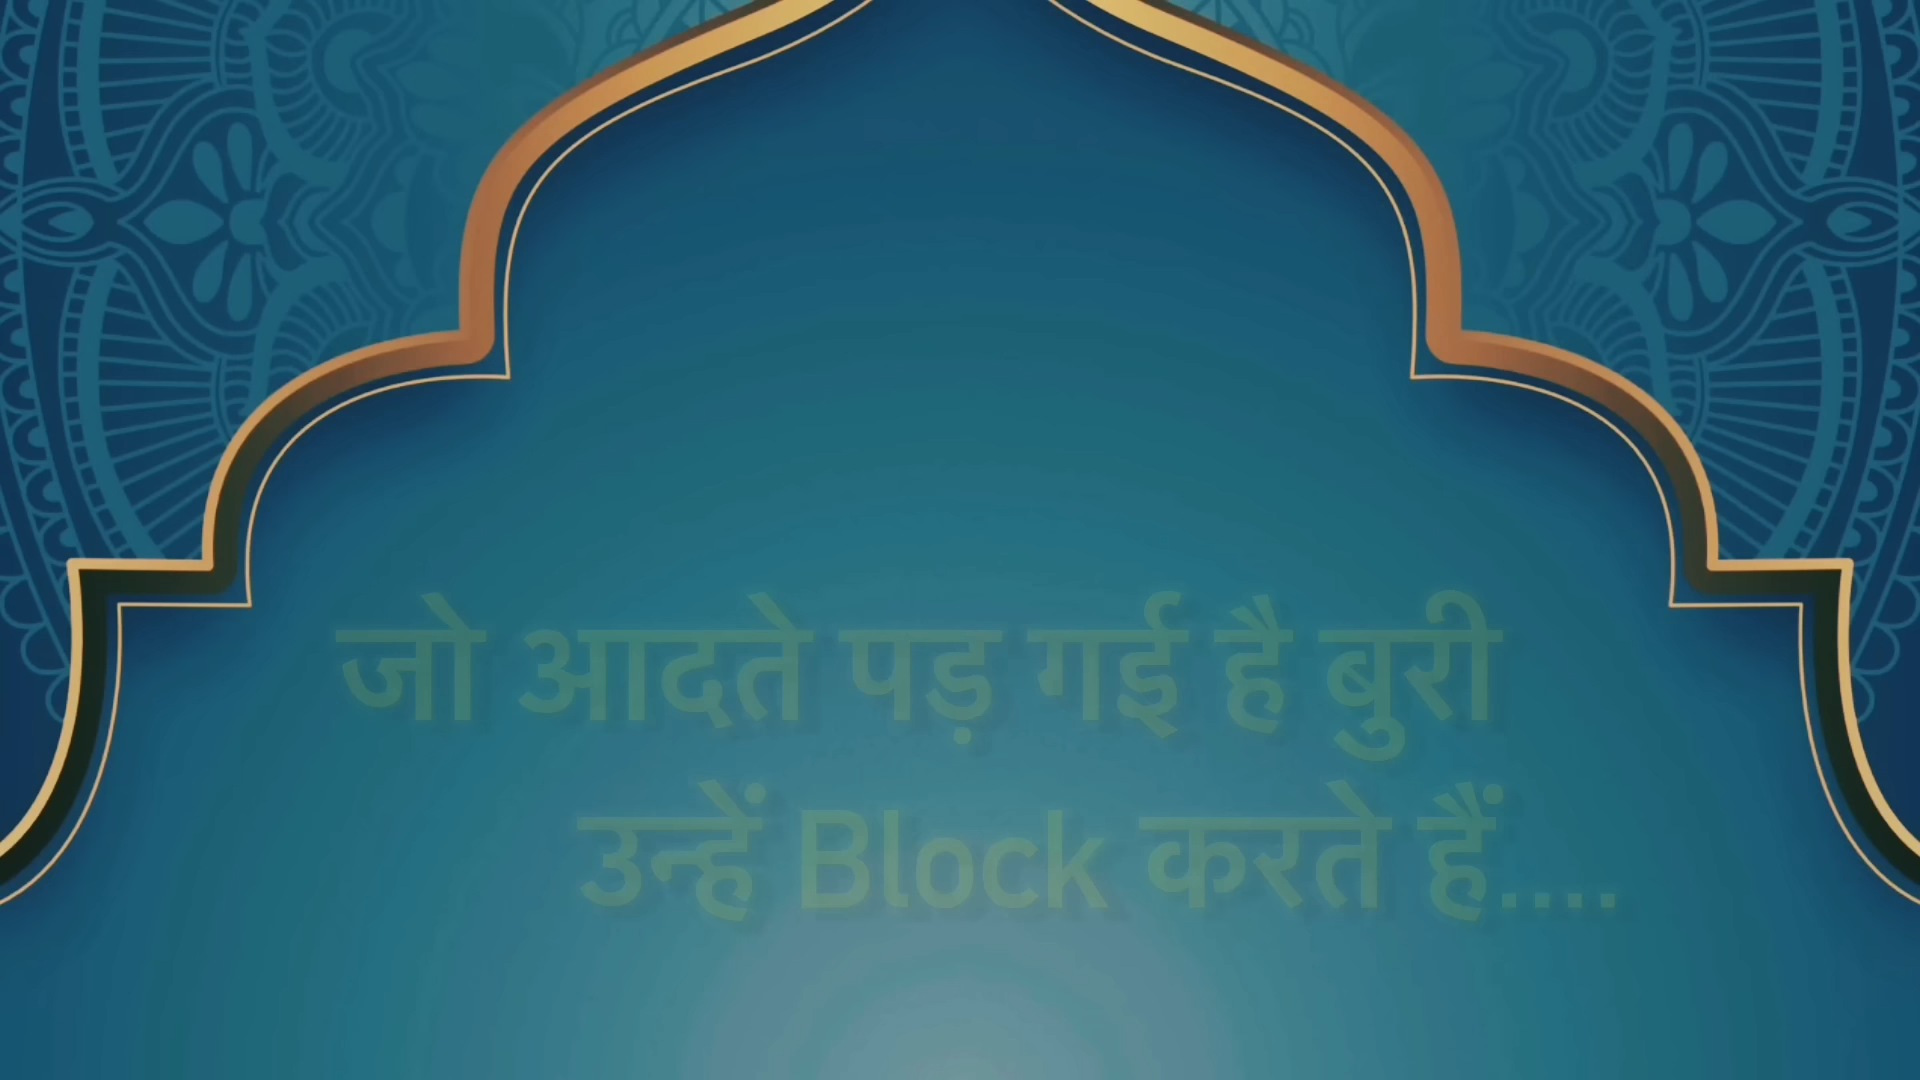 जो आदते पड़ गई है बुरी
उन्हें Block करते हैं....